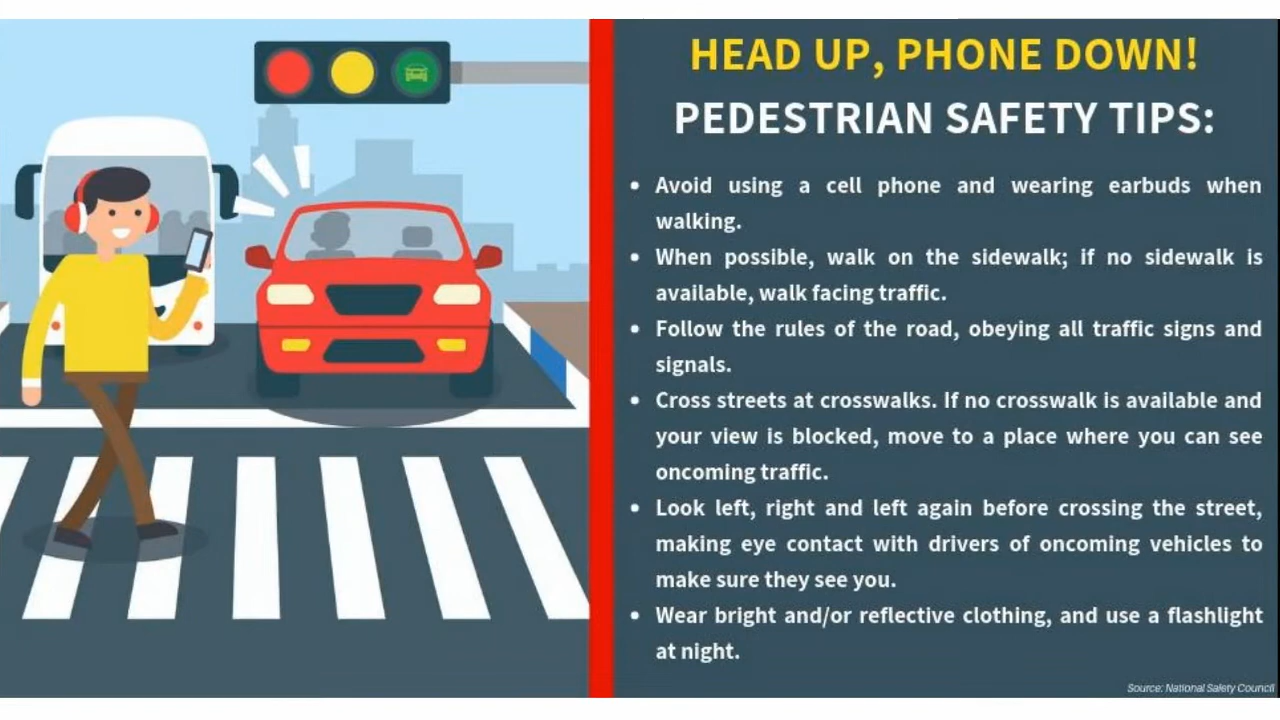 HEAD UP, PHONE DOWN!
PEDESTRIAN SAFETY TIPS:
• Avoid using a cell phone and wearing earbuds when
walking.
• When possible, walk on the sidewalk; if no sidewalk is
available, walk facing traffic.
• Follow the rules of the road, obeying all traffic signs and
signals.
• Cross streets at crosswalks. If no crosswalk is available and
your view is blocked, move to a place where you can see
oncoming traffic.
• Look left, right and left again before crossing the street,
making eye contact with drivers of oncoming vehicles to
make sure they see you.
• Wear bright and/or reflective clothing, and use a flashlight
at night.
Source: National Safety Council